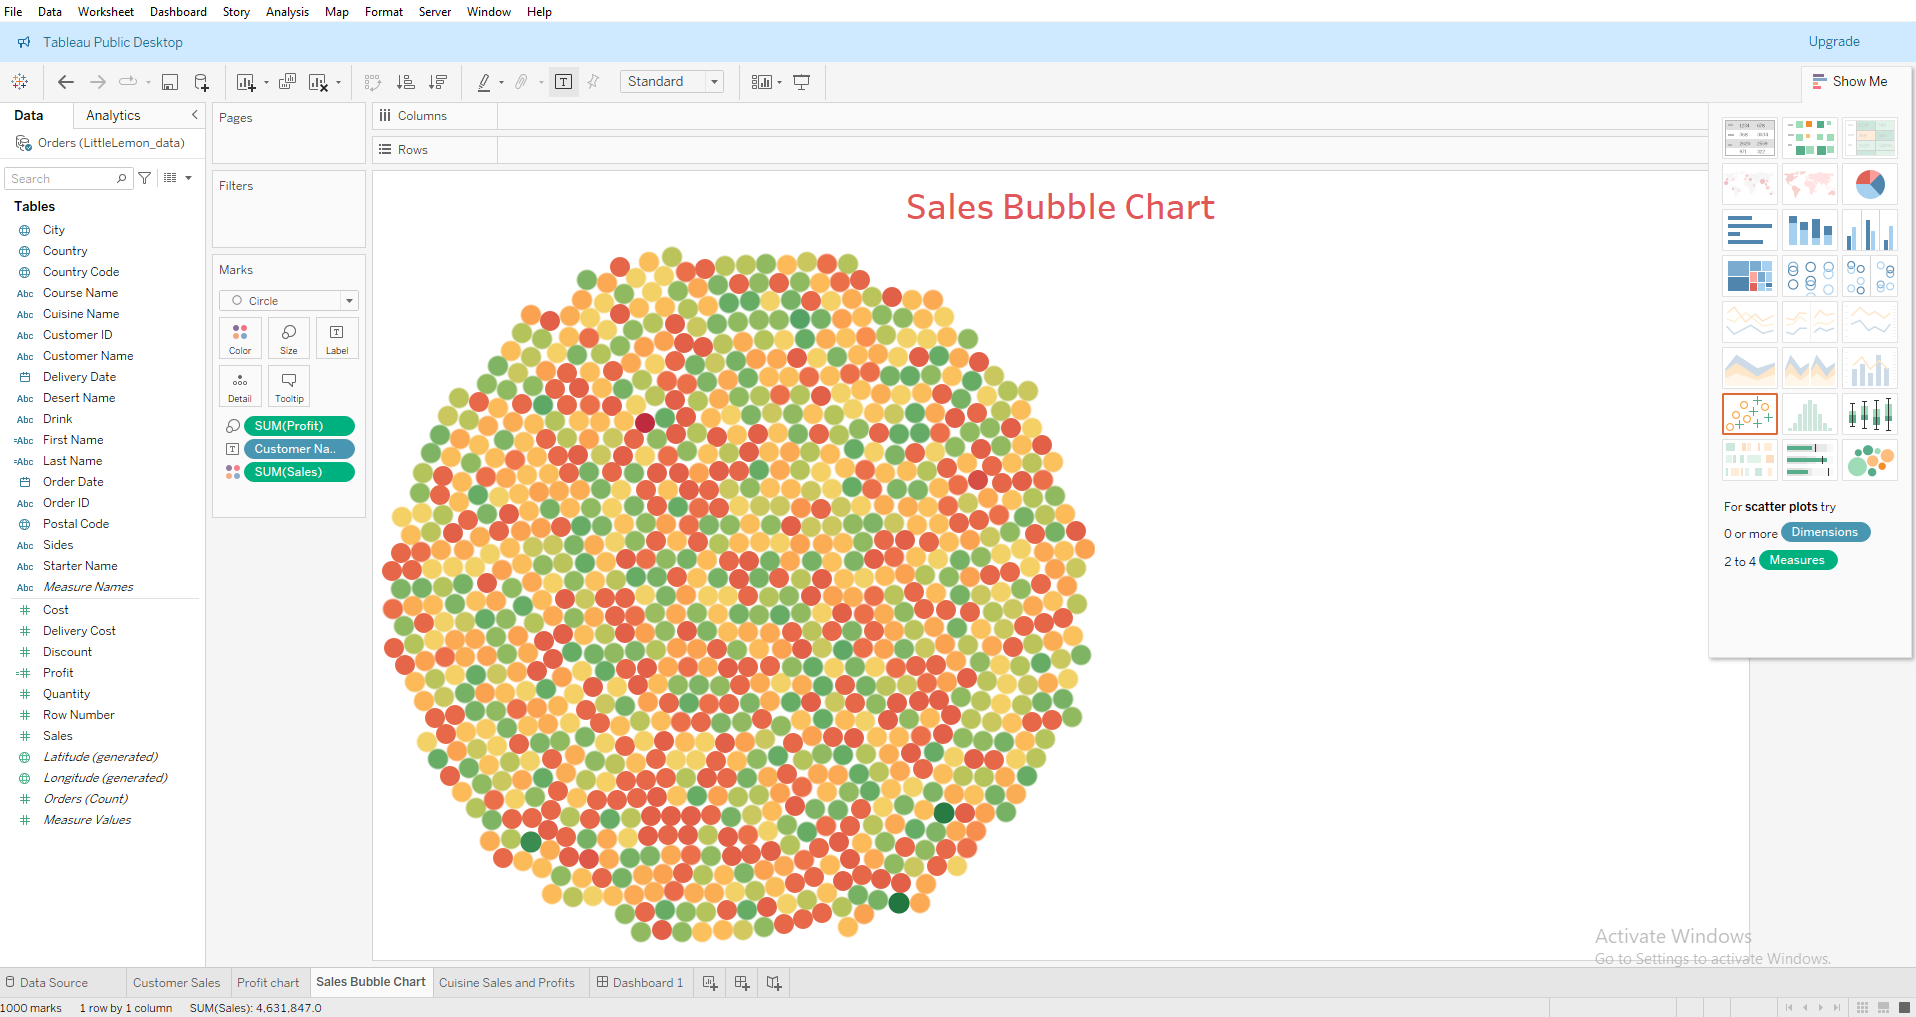 File Data Worksheet Dashboard Story Analysis Map Format Server Window Help
Tableau Public Desktop Upgrade
Standard Show Me
Data Analytics Pages Columns
Orders (LittleLemon_data) Rows
Search Filters
Tables Sales Bubble Chart
City
Country
Country Code Marks
Abc Course Name Circle
Abc Cuisine Name
Abc Customer ID
Abc Customer Name Color Size Label
Delivery Date
Abc Desert Name Detail Tooltip
Abc Drink SUM(Profit)
=Abc First Name Customer Na..
=Abc Last Name SUM(Sales)
Order Date
Abc Order ID
Postal Code
Abc Sides
Abc Starter Name
Abc Measure Names
Cost
Delivery Cost
Discount
Profit
Quantity
Row Number
Sales
Latitude (generated)
Longitude (generated)
Orders (Count)
Measure Values
For scatter plots try
0 or more Dimensions
2 to 4 Measures
Activate Windows
Go to Settings to activate Windows.
Data Source Customer Sales Profit chart Sales Bubble Chart Cuisine Sales and Profits Dashboard 1
1000 marks 1 row by 1 column SUM(Sales): 4,631,847.0